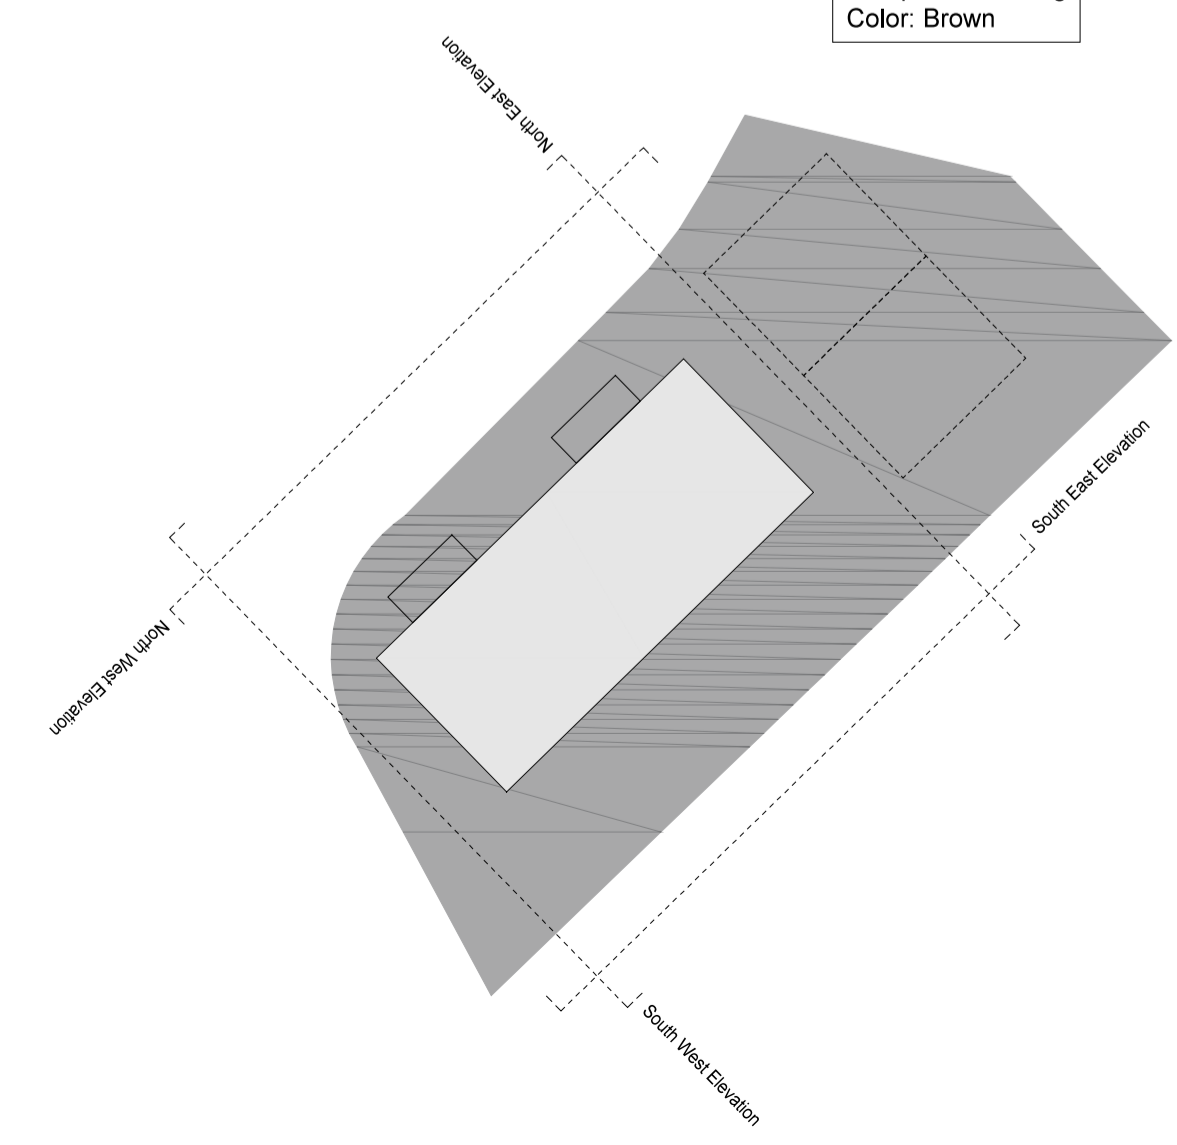 Color: Brown
North East Elevation
South East Elevation
North West Elevation
South West Elevation